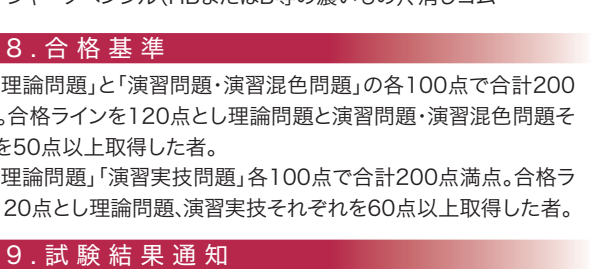 シャープペンシル(HBまたはB等の濃いもの)、消しゴム
8.合格基準
理論問題」と「演習問題・演習混色問題」の各100点で合計200
。合格ラインを120点とし理論問題と演習問題・演習混色問題そ
を50点以上取得した者。
理論問題」「演習実技問題」各100点で合計200点満点。合格ラ
20点とし理論問題、演習実技それぞれを60点以上取得した者。
9.試験結果通知